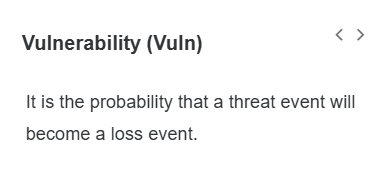 Vulnerability (Vuln)
It is the probability that a threat event will
become a loss event.